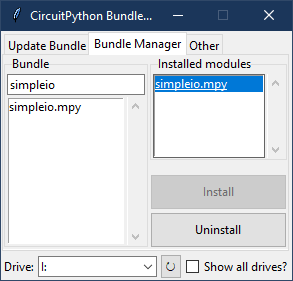 CircuitPython Bundle...
Update Bundle Bundle Manager Other
Bundle
simpleio
simpleio.mpy
Installed modules
simpleio.mpy
Install
Uninstall
Drive: I: Show all drives?